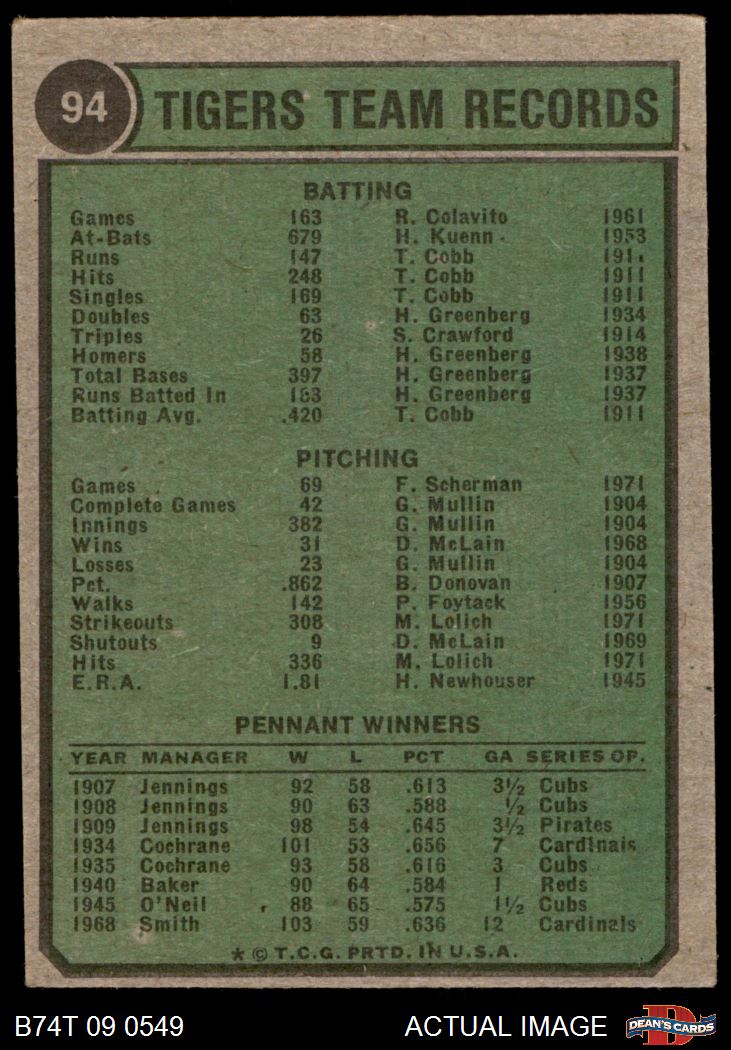 94 TIGERS TEAM RECORDS
BATTING
Games 163 R. Colavito 1961
At-Bats 679 H. Kuenn 1953
Runs 147 T. Cobb
Hits 248 T. Cobb 1911
Singles 169 T. Cobb 1911
Doubles 63 H. Greenberg 1934
Triples 26 S. Crawford 1914
Homers 58 H. Greenberg 1938
Total Bases 397 H. Greenberg 1937
Runs Batted In 183 H. Greenberg 1937
Batting Avg. .420 T. Cobb 1911
PITCHING
Games 69 F. Scherman 1971
Complete Games 42 G. Mullin 1904
Innings 382 G. Mullin 1904
Wins 31 D. McLain 1968
Losses 23 G. Mullin 1904
Pct. .862 B. Donovan 1907
Walks 142 P. Foytack 1956
Strikeouts 308 M. Lolich 1971
Shutouts 9 D. McLain 1969
Hits 336 M. Lolich 1971
E.R.A. 1.81 H. Newhouser 1945
PENNANT WINNERS
YEAR MANAGER W L PCT GA SERIES OP.
1907 Jennings 92 58 .613 3½ Cubs
1908 Jennings 90 63 .588 ½ Cubs
1909 Jennings 98 54 .645 3½ Pirates
1934 Cochrane 101 53 .656 7 Cardinals
1935 Cochrane 93 58 .616 3 Cubs
1940 Baker 90 64 .584 1 Reds
1945 O'Neil 88 65 .575 1½ Cubs
1968 Smith 103 59 .636 12 Cardinals
* © T.C.G. PRTD. IN U.S.A.
B74T 09 0549 ACTUAL IMAGE DEAN'S CARDS